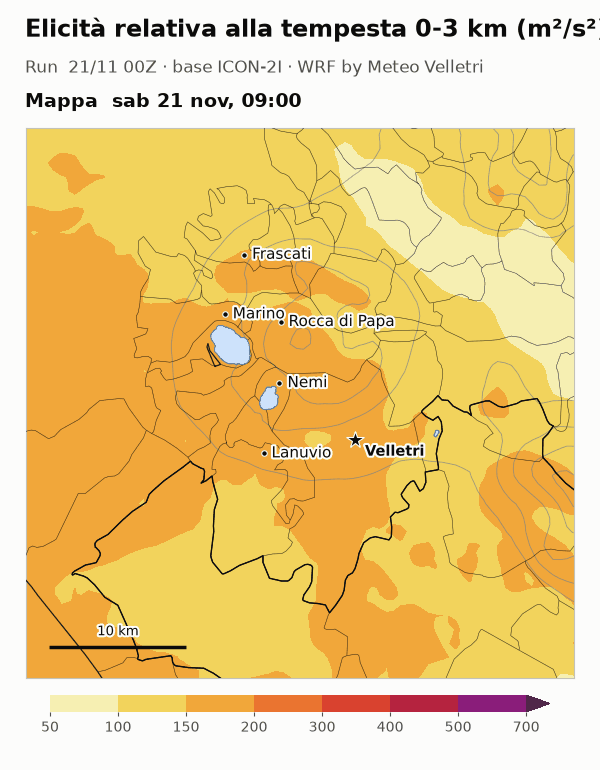 Elicità relativa alla tempesta 0-3 km (m²/s²)
Run 21/11 00Z · base ICON-2I · WRF by Meteo Velletri
Mappa sab 21 nov, 09:00
Frascati
Marino
Rocca di Papa
Nemi
Velletri
Lanuvio
10 km
50 100 150 200 300 400 500 700